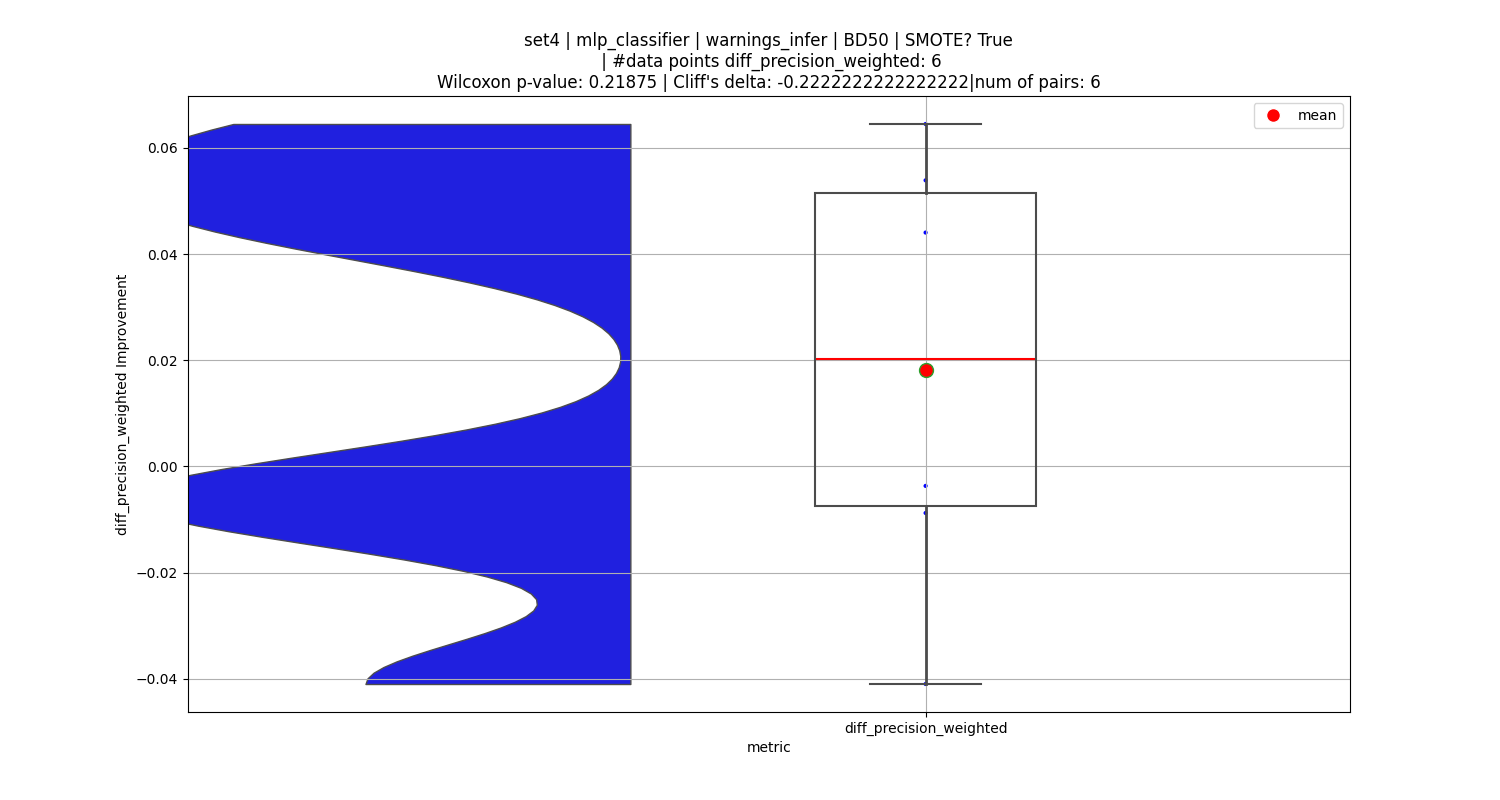 set4 | mlp_classifier | warnings_infer | BD50 | SMOTE? True
| #data points diff_precision_weighted: 6
Wilcoxon p-value: 0.21875 | Cliff's delta: -0.2222222222222222|num of pairs: 6
mean
0.06
0.04
0.02
0.00
−0.02
−0.04
diff_precision_weighted Improvement
diff_precision_weighted
metric